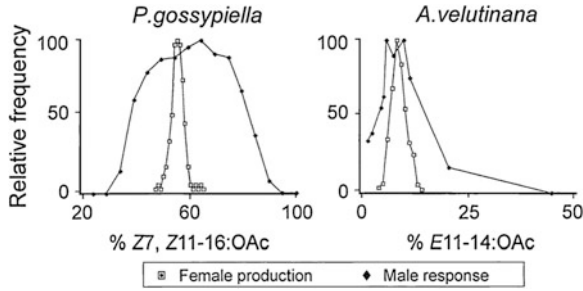 P.gossypiella
A.velutinana
Relative frequency
100
50
0
20
60
100
% Z7, Z11-16:OAc
100
50
0
0
25
50
% E11-14:OAc
Female production
Male response